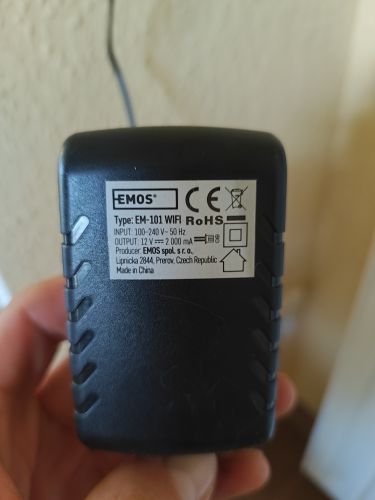 EMOS®
CE
Type: EM-101 WIFI RoHS
INPUT: 100-240 V~ 50 Hz
OUTPUT: 12 V⎓ 2 000 mA
Producer: EMOS spol. s r. o.,
Lipnicka 2844, Prerov, Czech Republic
Made in China